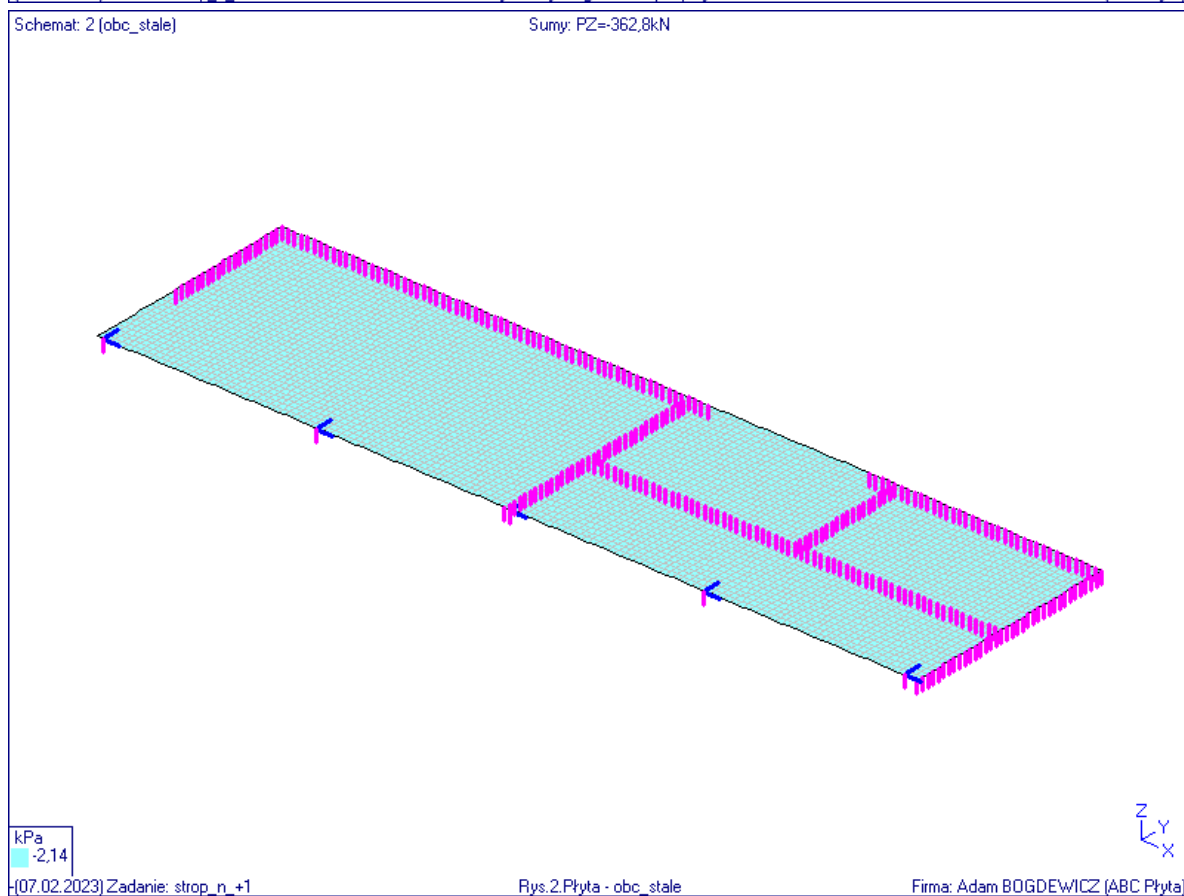 Schemat: 2 (obc_stale)
Sumy: PZ=-362,8kN
Z
Y
X
kPa
-2,14
-(07.02.2023) Zadanie: strop_n_+1
Rys.2.Płyta - obc_stale
Firma: Adam BOGDEWICZ (ABC Płyta)